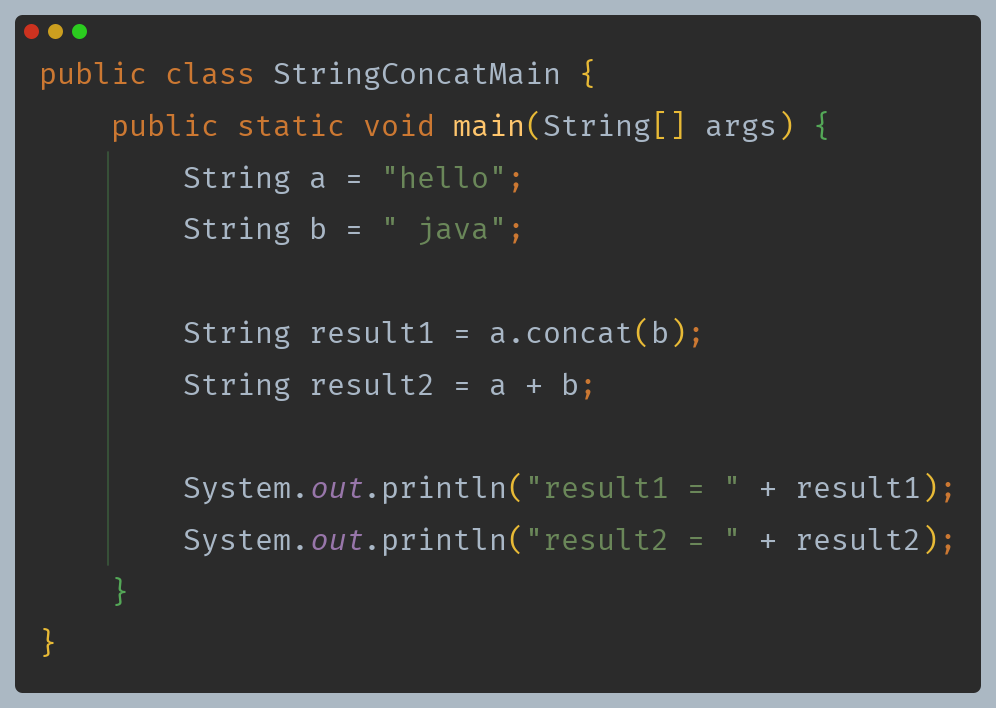 public class StringConcatMain {
    public static void main(String[] args) {
        String a = "hello";
        String b = " java";

        String result1 = a.concat(b);
        String result2 = a + b;

        System.out.println("result1 = " + result1);
        System.out.println("result2 = " + result2);
    }
}